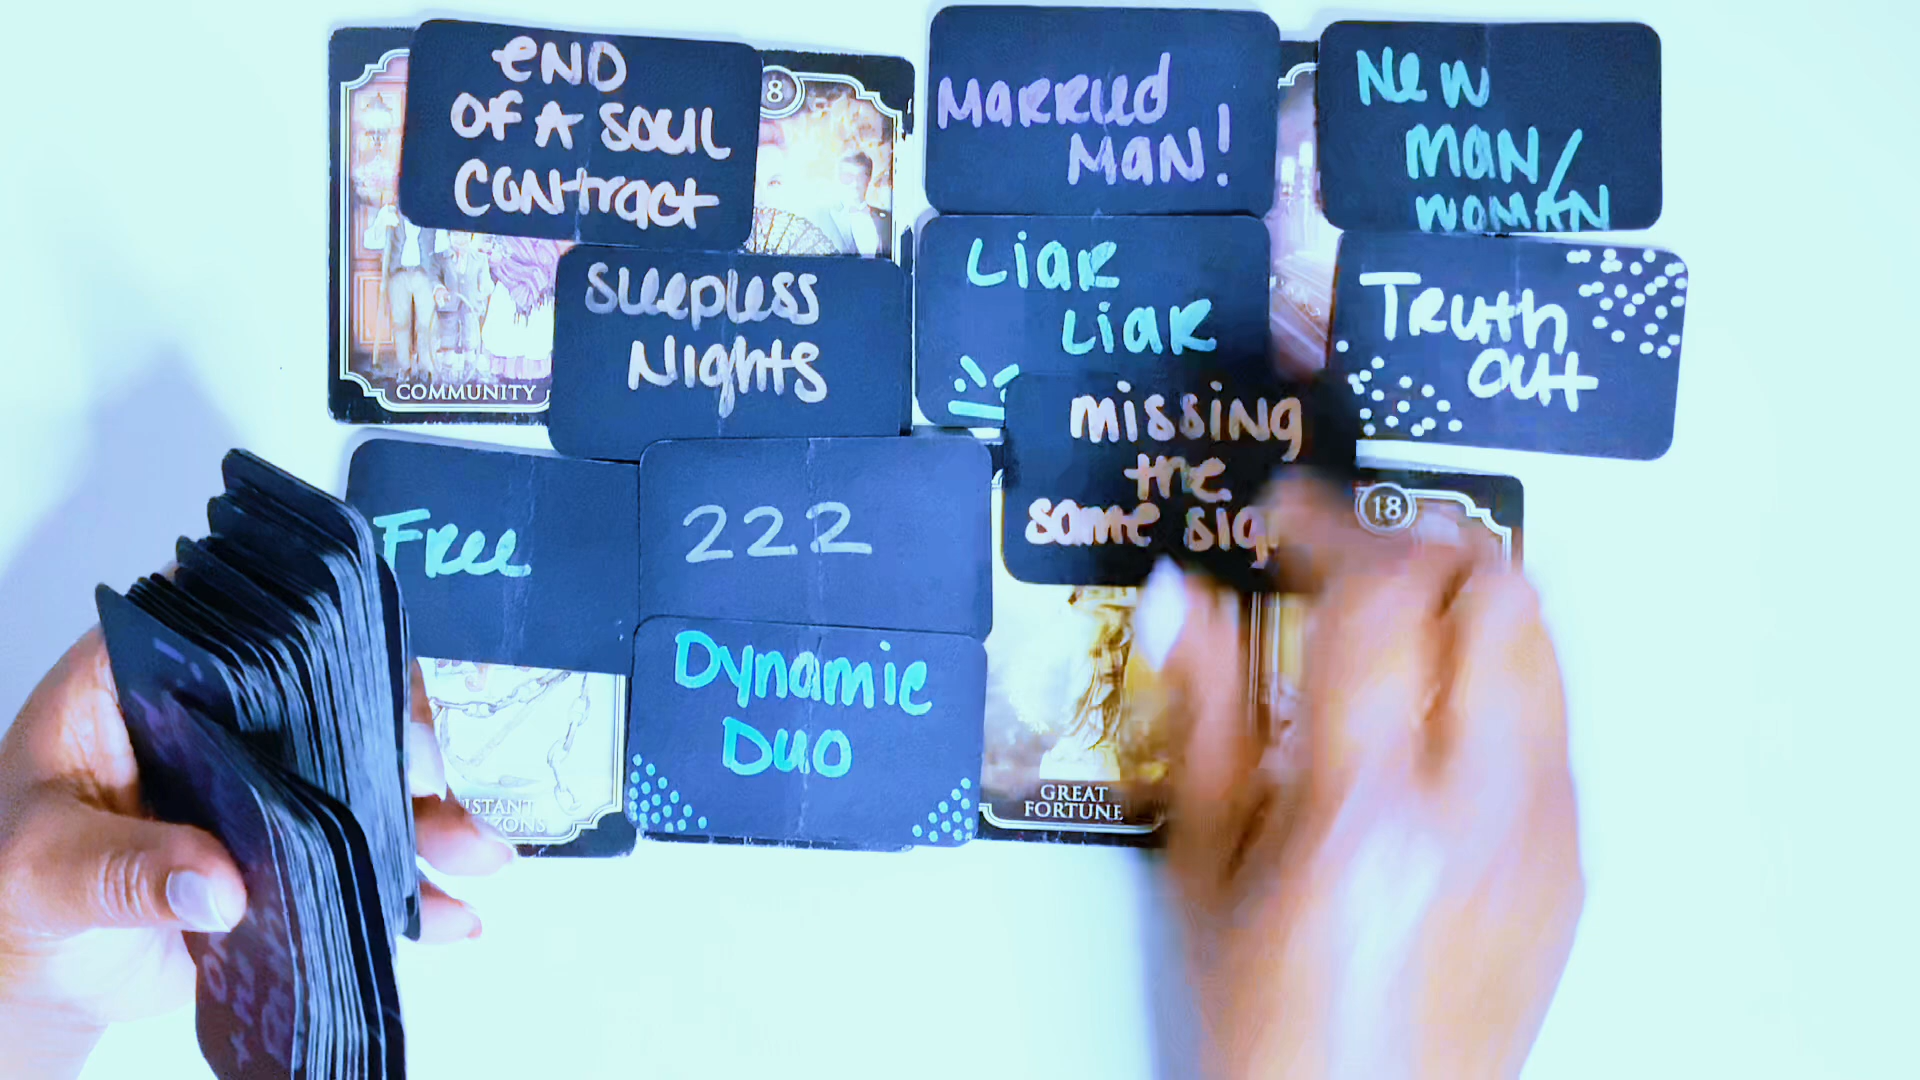 END
OF A SOUL
CONTRACT
8
MARRIED
MAN!
NEW
MAN/
WOMAN
SLEEPLESS
NIGHTS
LIAR
LIAR
TRUTH
OUT
COMMUNITY
missing
the
same
FREE
222
18
Dynamic
Duo
GREAT
FORTUNE